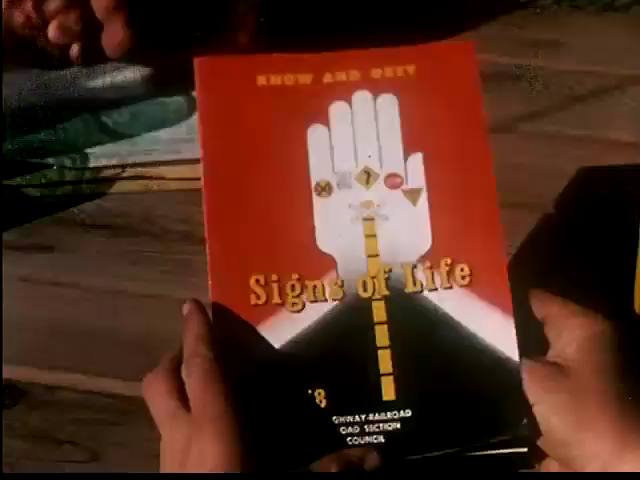 KNOW AND OBEY
Signs of Life
'8
GHWAY-RAILROAD
OAD SECTION
COUNCIL